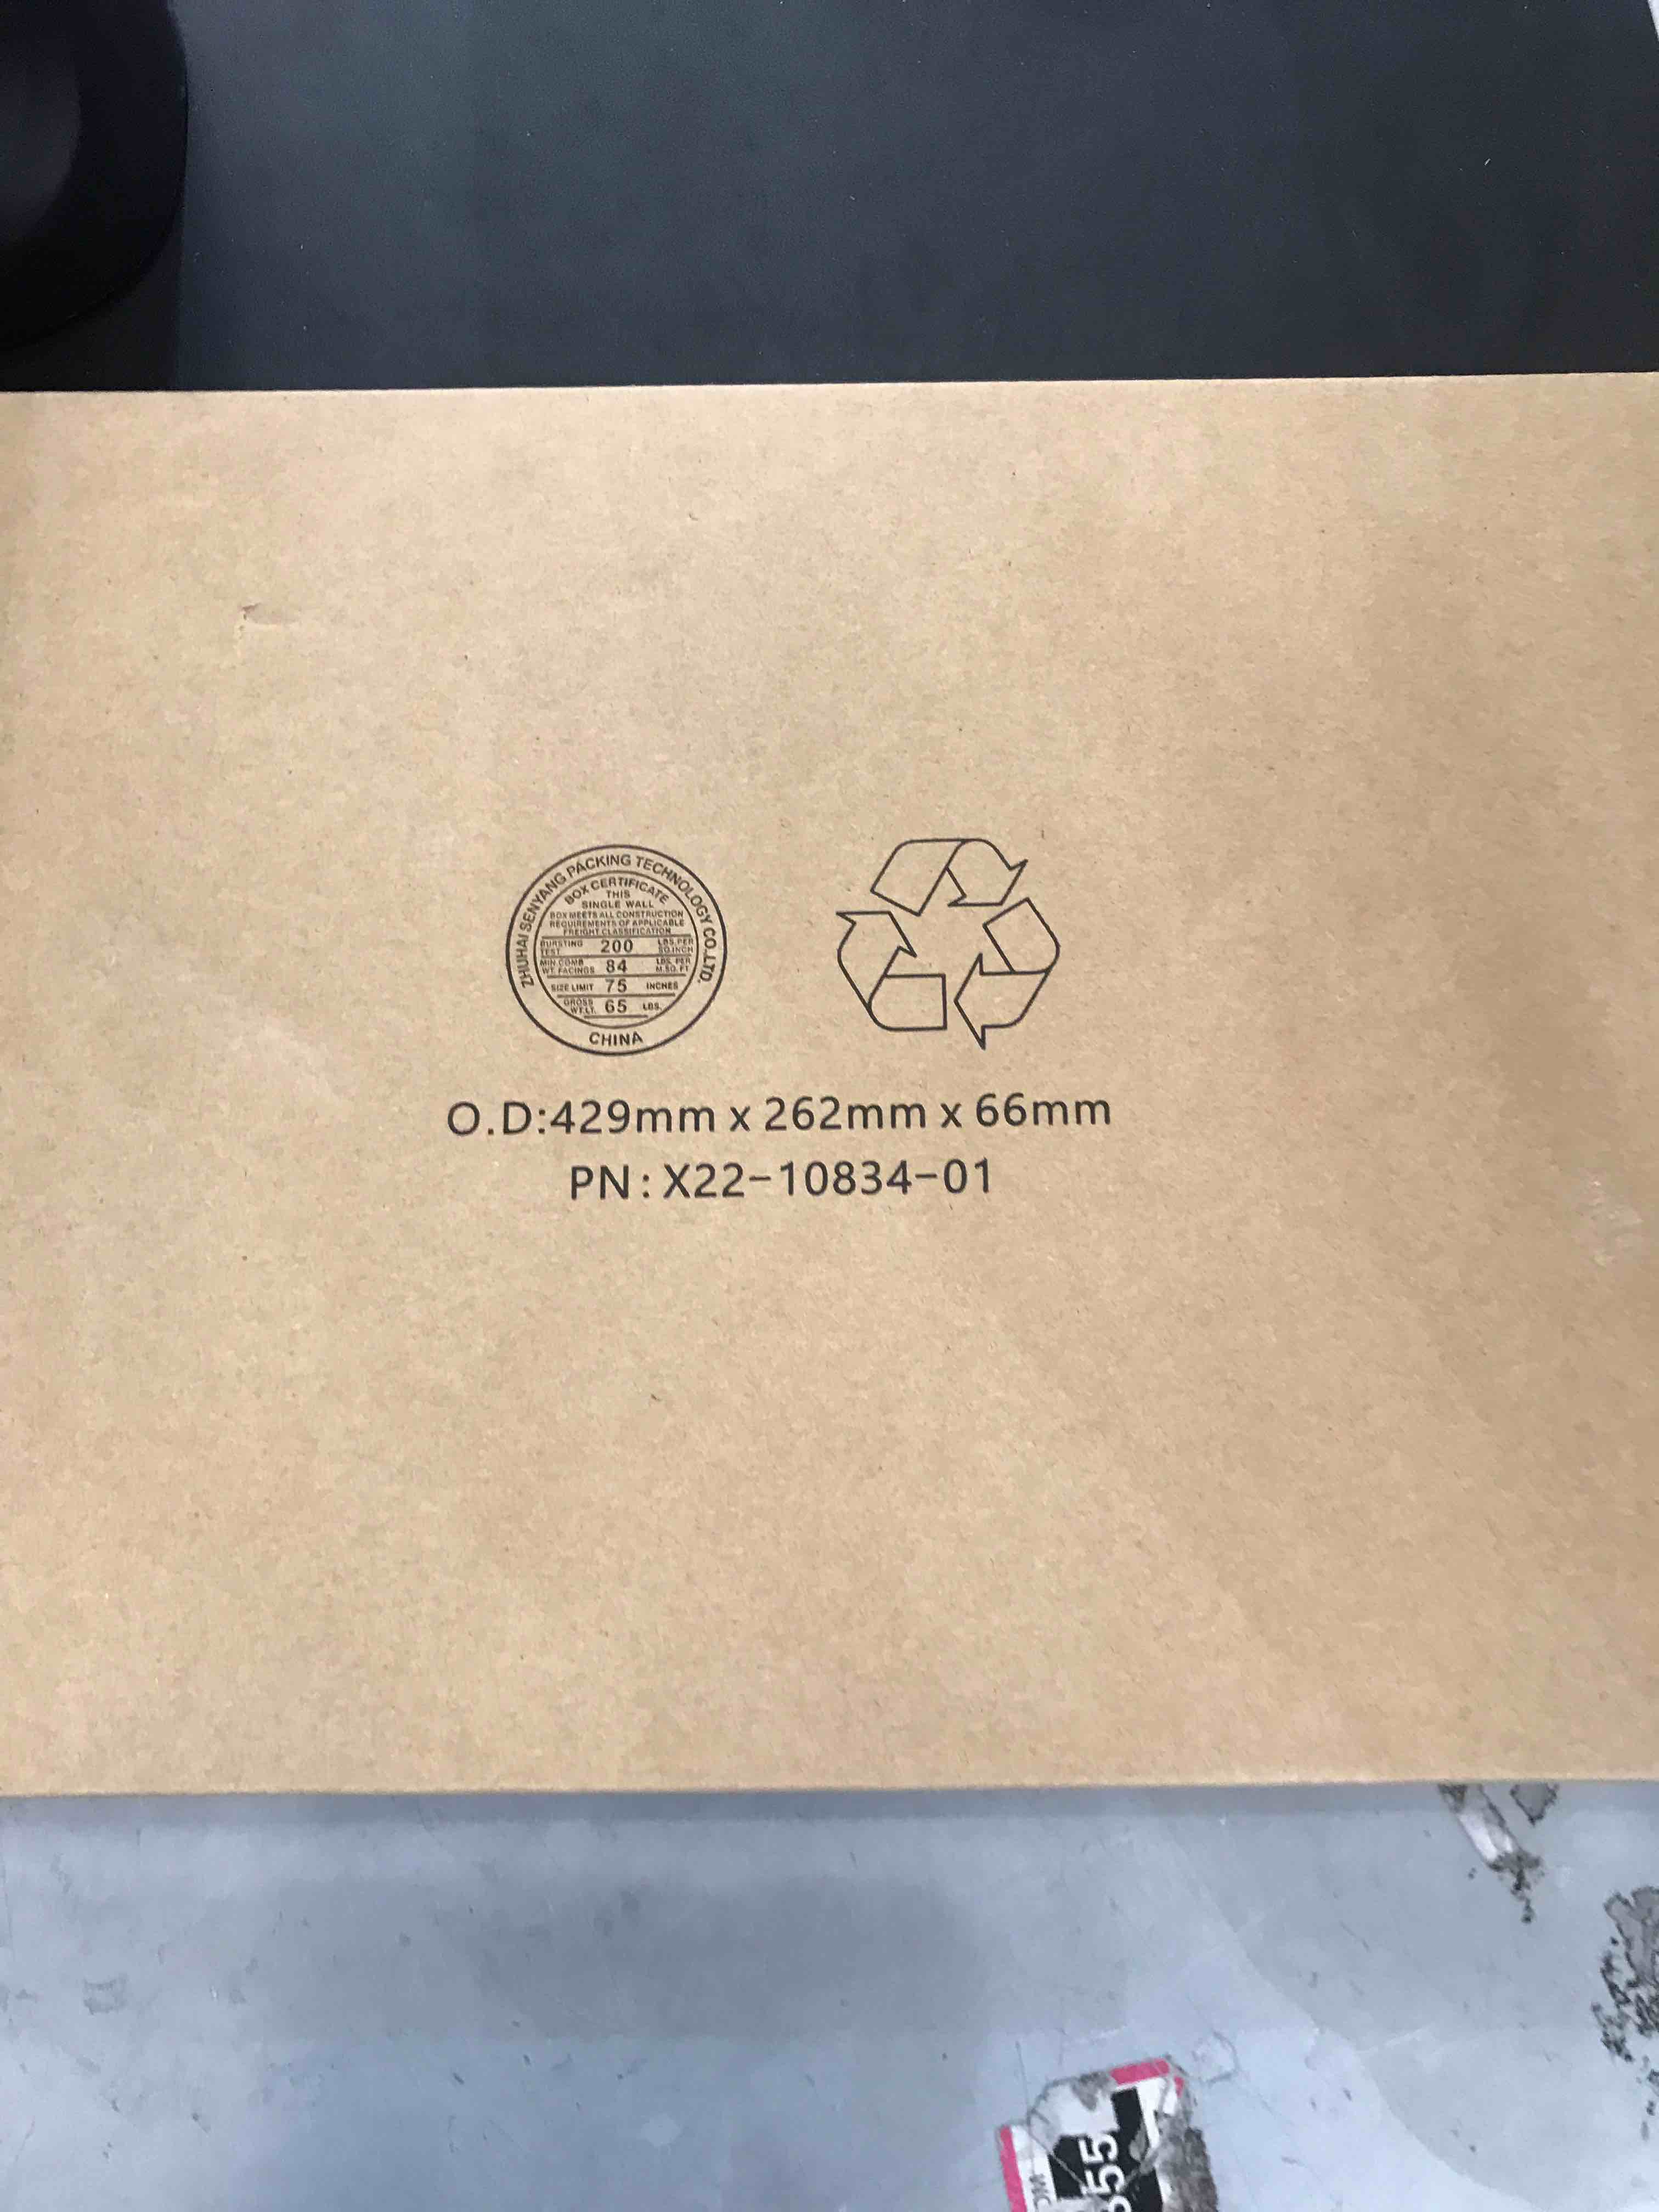 ZHUHAI SENYANG PACKING TECHNOLOGY CO.,LTD.
BOX CERTIFICATE
THIS
SINGLE WALL
BOX MEETS ALL CONSTRUCTION
REQUIREMENTS OF APPLICABLE
FREIGHT CLASSIFICATION
BURSTING TEST 200 LBS.PER SQ.INCH
MIN.COMB WT. FACINGS 84 LBS. PER M.SQ.FT
SIZE LIMIT 75 INCHES
GROSS WT.LT. 65 LBS.
CHINA
O.D:429mm x 262mm x 66mm
PN: X22-10834-01